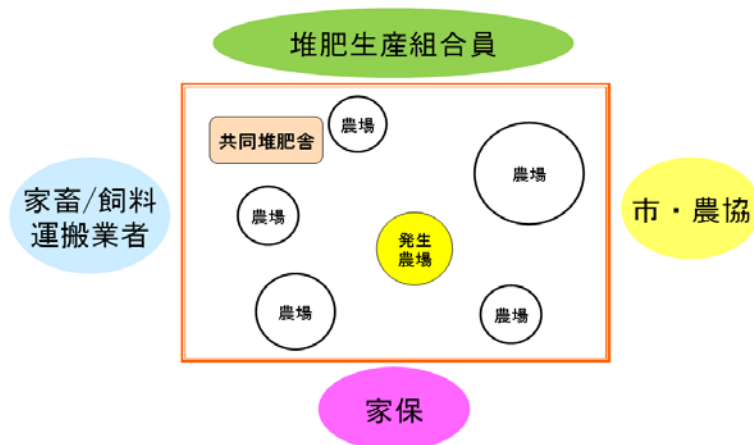 堆肥生産組合員
農場
共同堆肥舎
農場
家畜/飼料
運搬業者
農場
市・農協
発生
農場
農場
農場
家保